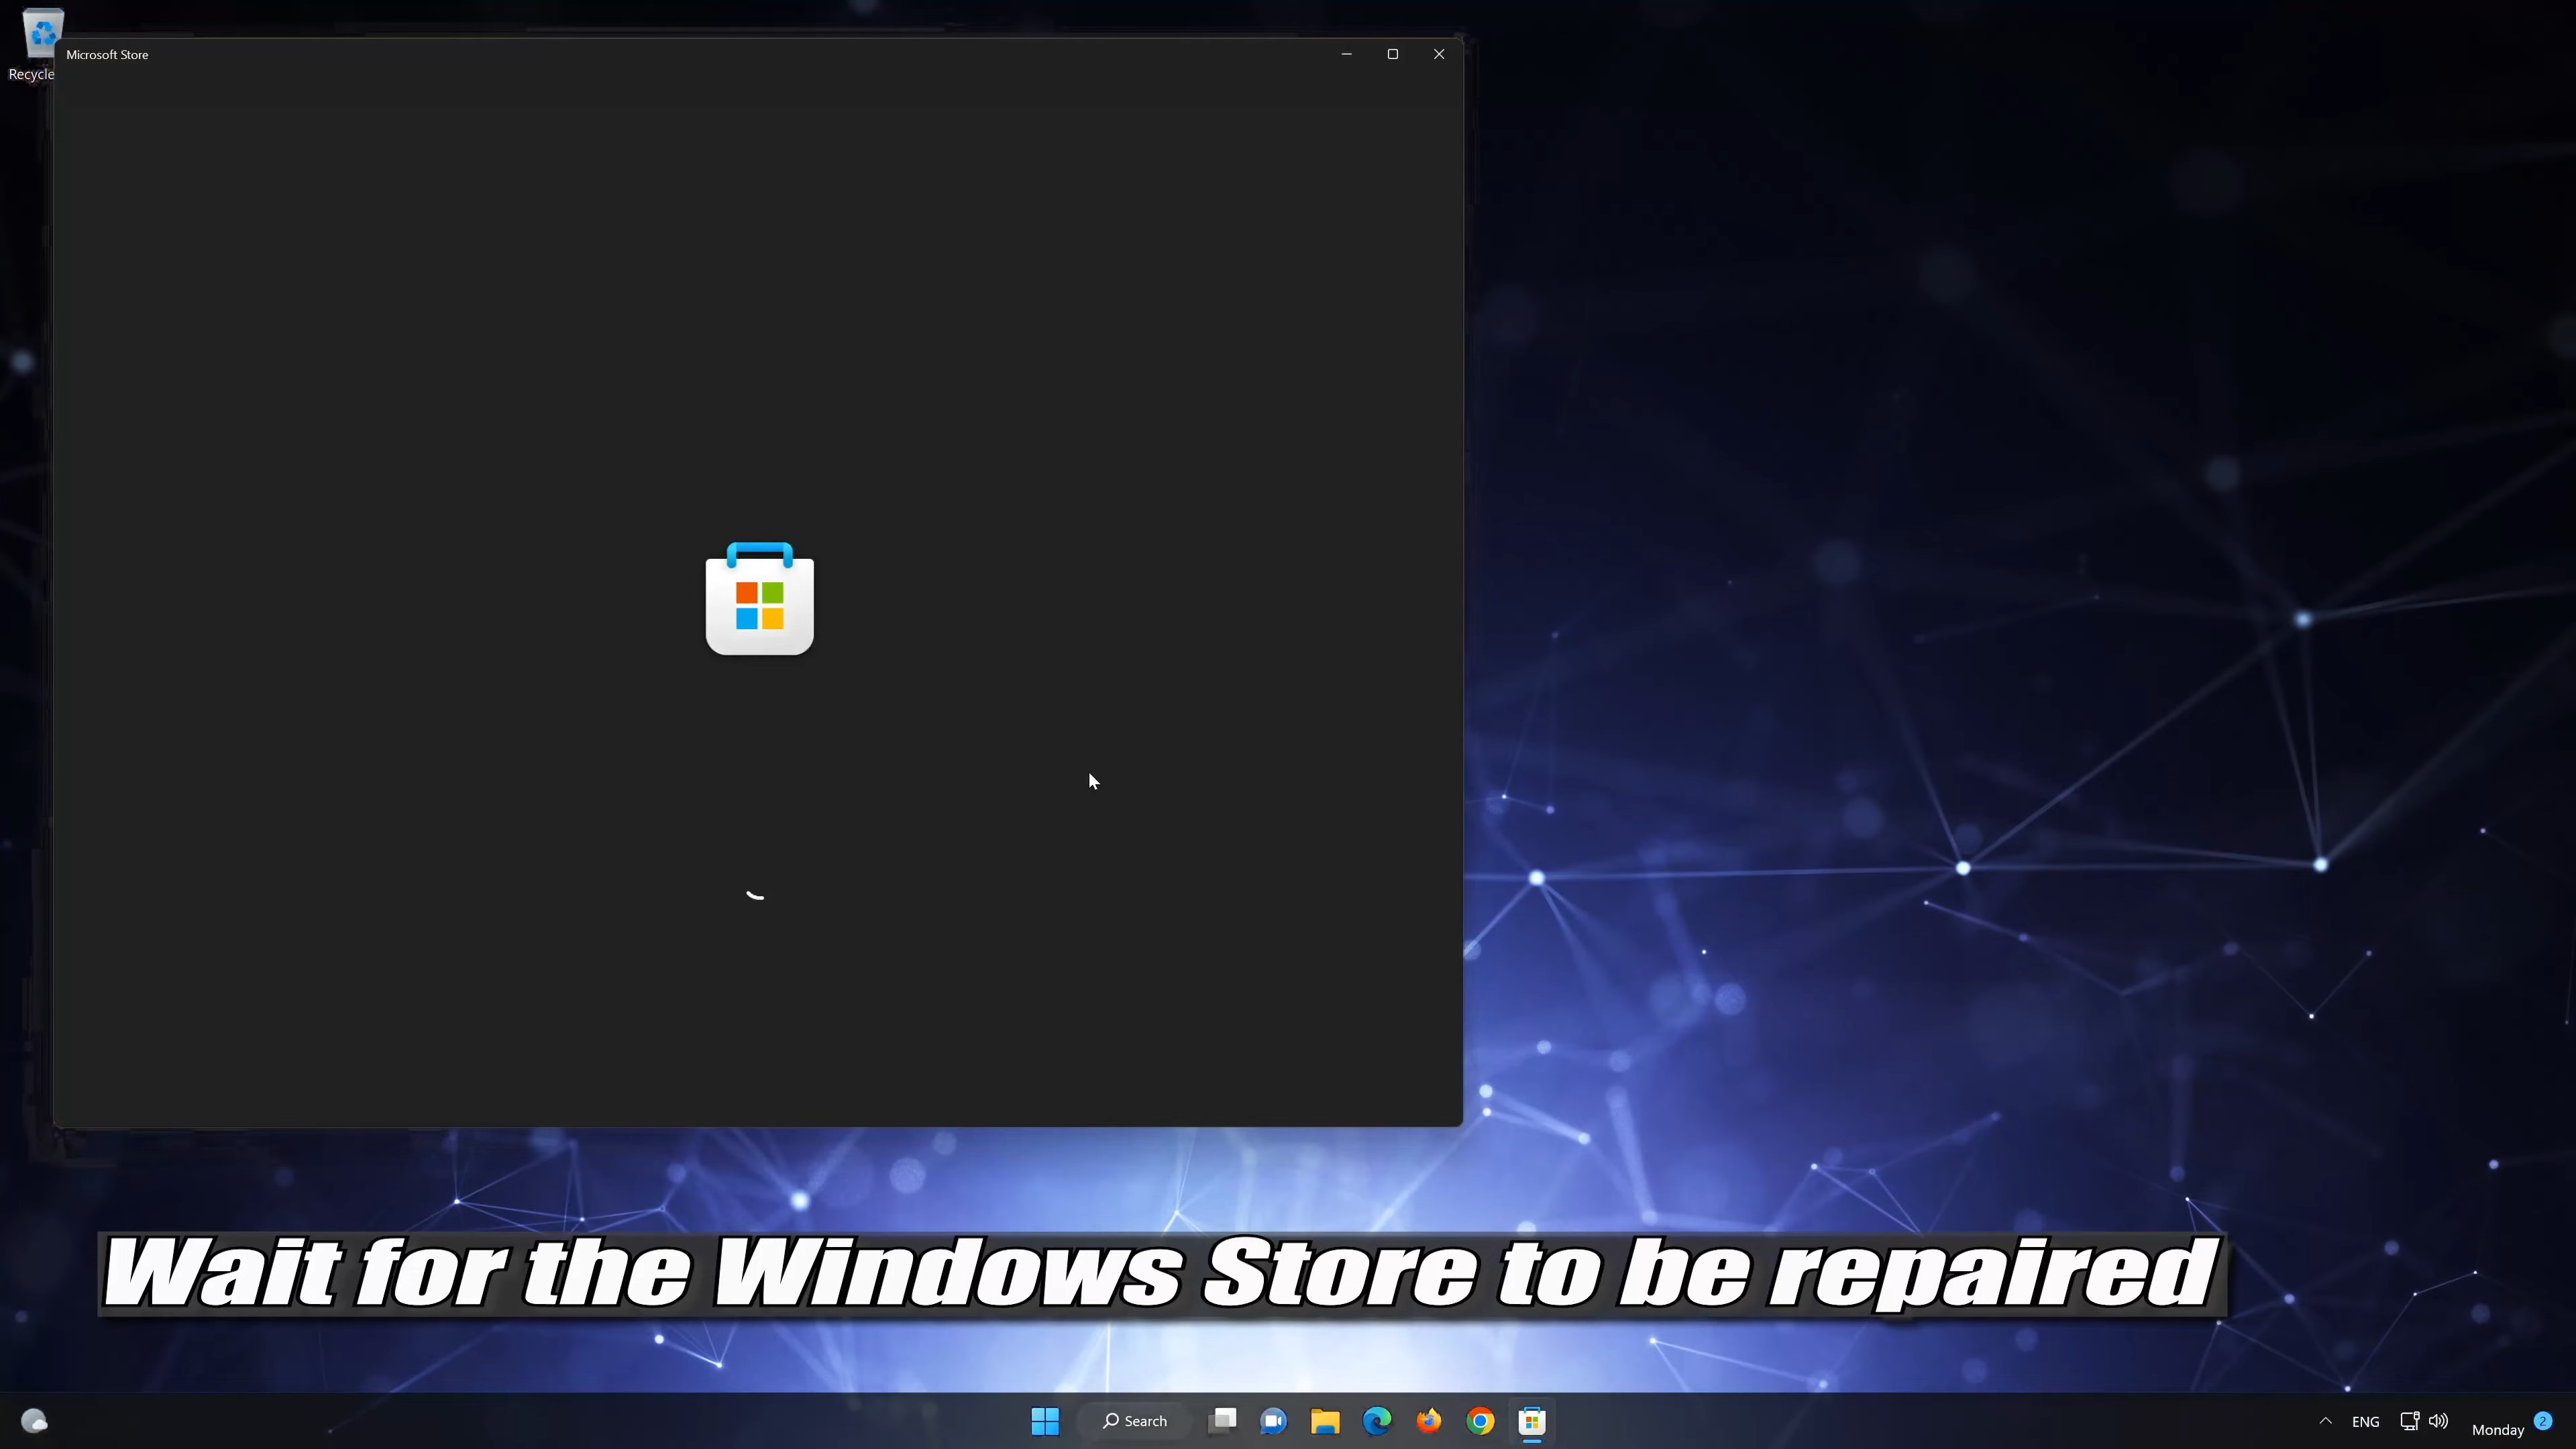 Recycle
Microsoft Store
Wait for the Windows Store to be repaired
Search
ENG
Monday
2